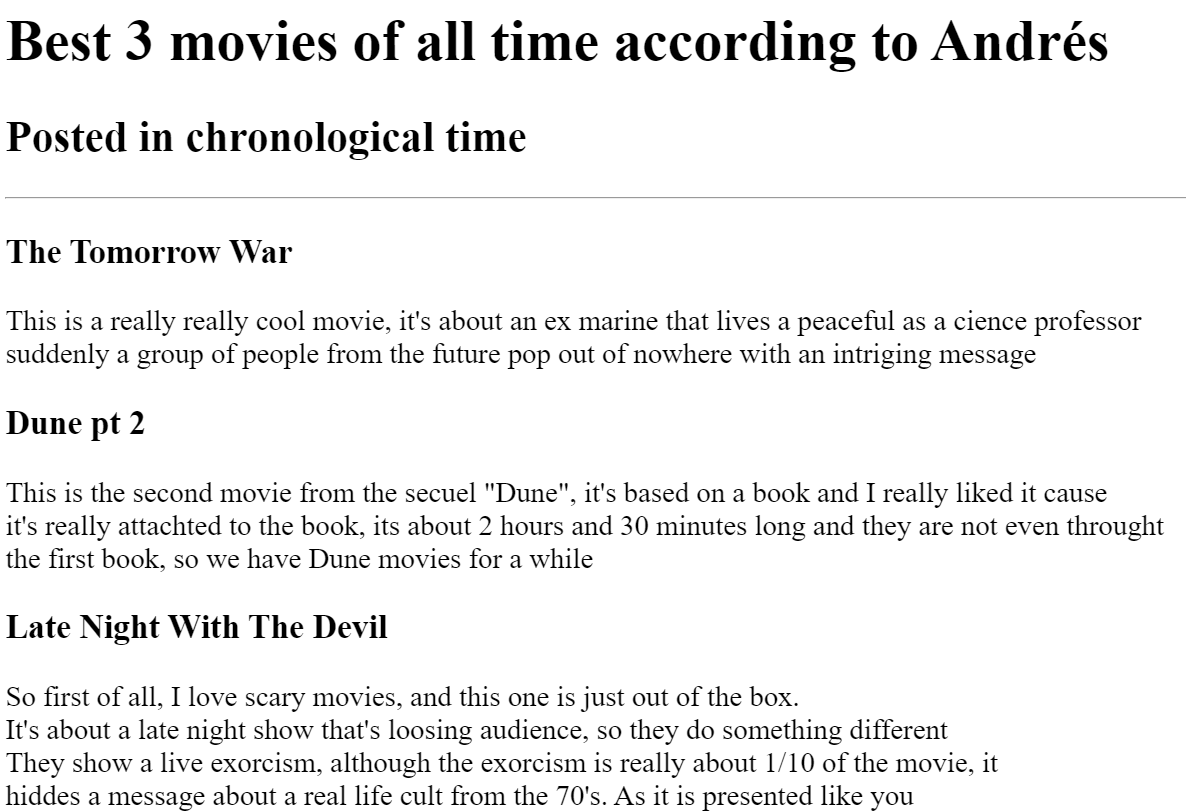 Best 3 movies of all time according to Andrés
Posted in chronological time
The Tomorrow War
This is a really really cool movie, it's about an ex marine that lives a peaceful as a cience professor
suddenly a group of people from the future pop out of nowhere with an intriging message
Dune pt 2
This is the second movie from the secuel "Dune", it's based on a book and I really liked it cause
it's really attachted to the book, its about 2 hours and 30 minutes long and they are not even throught
the first book, so we have Dune movies for a while
Late Night With The Devil
So first of all, I love scary movies, and this one is just out of the box.
It's about a late night show that's loosing audience, so they do something different
They show a live exorcism, although the exorcism is really about 1/10 of the movie, it
hiddes a message about a real life cult from the 70's. As it is presented like you